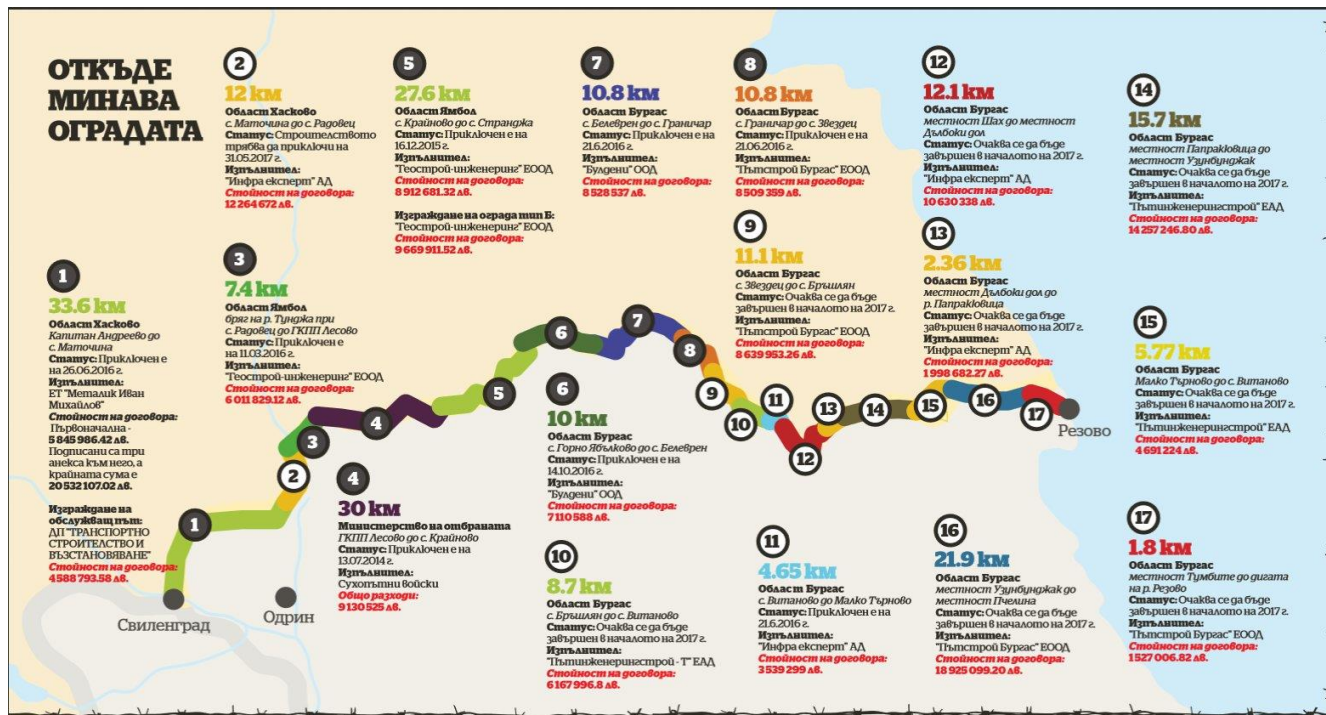 ОТКЪДЕ
МИНАВА
ОГРАДАТА
1
33.6 км
Област Хасково
Капитан Андреево до
с. Маточина
Статус: Приключен е
на 26.06.2016 г.
Изпълнител:
ЕТ "Металик Иван
Михайлов"
Стойност на договора:
Първоначална -
5 845 986.42 лв.
Подписани са три
анекса към него, а
крайната сума е
20 532 107.02 лв.
Изграждане на
обслужващ път:
ДП "ТРАНСПОРТНО
СТРОИТЕЛСТВО И
ВЪЗСТАНОВЯВАНЕ"
Стойност на договора:
4 588 793.58 лв.
2
12 км
Област Хасково
с. Маточина до с. Радовец
Статус: Строителството
трябва да приключи на
31.05.2017 г.
Изпълнител:
"Инфра експерт" АД
Стойност на договора:
12 264 672 лв.
3
7.4 км
Област Ямбол
бряг на р. Тунджа при
с. Радовец до ГКПП Лесово
Статус: Приключен е
на 11.03.2016 г.
Изпълнител:
"Геострой-инженеринг" ЕООД
Стойност на договора:
6 011 829.12 лв.
4
30 км
Министерство на отбраната
ГКПП Лесово до с. Крайново
Статус: Приключен е на
13.07.2014 г.
Изпълнител:
Сухопътни войски
Общо разходи:
9 130 525 лв.
5
27.6 км
Област Ямбол
с. Крайново до с. Странджа
Статус: Приключен е на
16.12.2015 г.
Изпълнител:
"Геострой-инженеринг" ЕООД
Стойност на договора:
8 912 681.32 лв.
Изграждане на ограда тип Б:
"Геострой-инженеринг" ЕООД
Стойност на договора:
9 669 911.52 лв.
6
10 км
Област Бургас
с. Горно Ябълково до с. Белеврен
Статус: Приключен е на
14.10.2016 г.
Изпълнител:
"Булдени" ООД
Стойност на договора:
7 110 588 лв.
7
10.8 км
Област Бургас
с. Белеврен до с. Граничар
Статус: Приключен е на
21.6.2016 г.
Изпълнител:
"Булдени" ООД
Стойност на договора:
8 528 537 лв.
8
10.8 км
Област Бургас
с. Граничар до с. Звездец
Статус: Приключен е на
21.06.2016 г.
Изпълнител:
"Пътстрой Бургас" ЕООД
Стойност на договора:
8 509 359 лв.
9
11.1 км
Област Бургас
с. Звездец до с. Бръшлян
Статус: Очаква се да бъде
завършен в началото на 2017 г.
Изпълнител:
"Пътстрой Бургас" ЕООД
Стойност на договора:
8 639 953.26 лв.
10
8.7 км
Област Бургас
с. Бръшлян до с. Витаново
Статус: Очаква се да бъде
завършен в началото на 2017 г.
Изпълнител:
"Пътинженерингстрой - Т" ЕАД
Стойност на договора:
6 167 996.8 лв.
11
4.65 км
Област Бургас
с. Витаново до Малко Търново
Статус: Приключен е на
21.6.2016 г.
Изпълнител:
"Инфра експерт" АД
Стойност на договора:
3 539 299 лв.
12
12.1 км
Област Бургас
местност Шах до местност
Дълбоки дол
Статус: Очаква се да бъде
завършен в началото на 2017 г.
Изпълнител:
"Инфра експерт" АД
Стойност на договора:
10 630 338 лв.
13
2.36 км
Област Бургас
местност Дълбоки дол до
р. Папракловица
Статус: Очаква се да бъде
завършен в началото на 2017 г.
Изпълнител:
"Инфра експерт" АД
Стойност на договора:
1 998 682.27 лв.
14
15.7 км
Област Бургас
местност Папракловица до
местност Узунбунджак
Статус: Очаква се да бъде
завършен в началото на 2017 г.
Изпълнител:
"Пътинженерингстрой" ЕАД
Стойност на договора:
14 257 246.80 лв.
15
5.77 км
Област Бургас
Малко Търново до с. Витаново
Статус: Очаква се да бъде
завършен в началото на 2017 г.
Изпълнител:
"Пътинженерингстрой" ЕАД
Стойност на договора:
4 691 224 лв.
16
21.9 км
Област Бургас
местност Узунбунджак до
местност Пчелина
Статус: Очаква се да бъде
завършен в началото на 2017 г.
Изпълнител:
"Пътстрой Бургас" ЕООД
Стойност на договора:
18 925 099.20 лв.
17
1.8 км
Област Бургас
местност Тумбите до дигата
на р. Резово
Статус: Очаква се да бъде
завършен в началото на 2017 г.
Изпълнител:
"Пътстрой Бургас" ЕООД
Стойност на договора:
1 527 006.82 лв.
1
2
3
4
5
6
7
8
9
10
11
12
13
14
15
16
17
Свиленград
Одрин
Резово